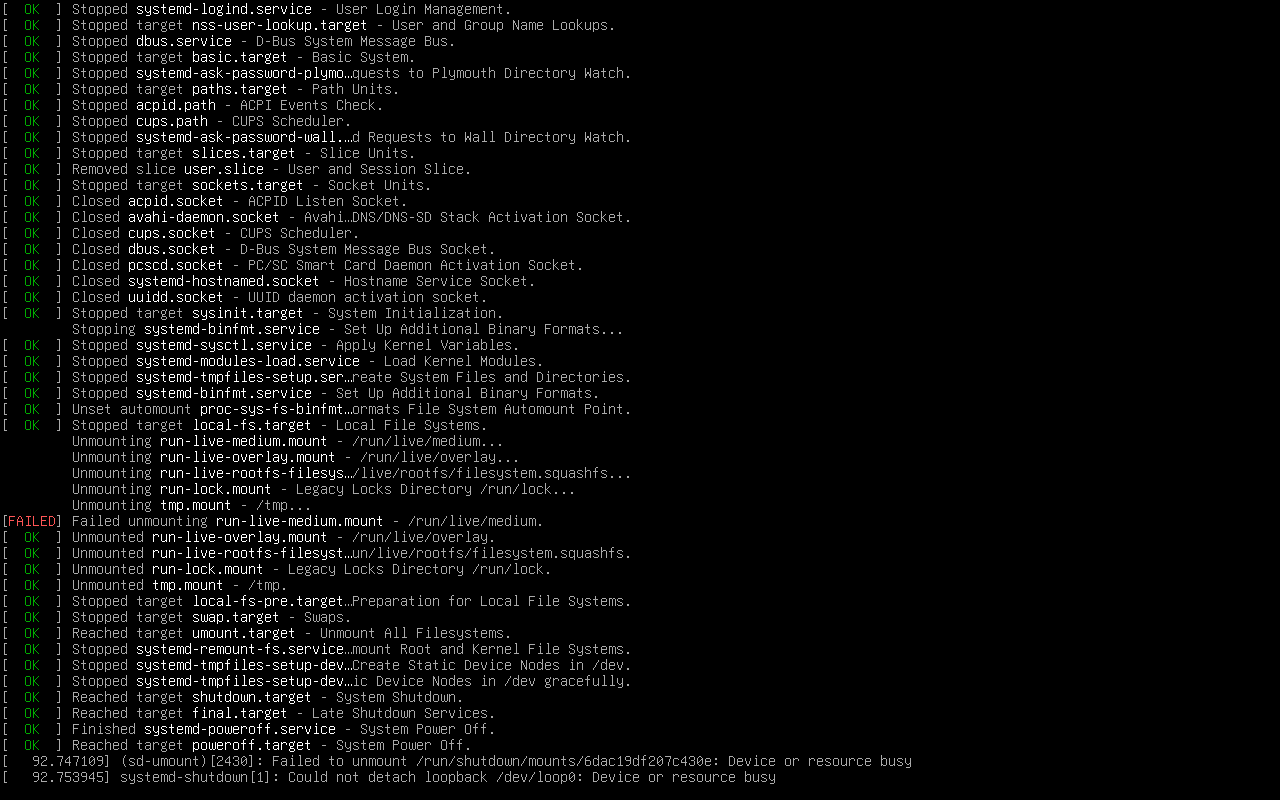 [  OK  ] Stopped systemd-logind.service - User Login Management.
[  OK  ] Stopped target nss-user-lookup.target - User and Group Name Lookups.
[  OK  ] Stopped dbus.service - D-Bus System Message Bus.
[  OK  ] Stopped target basic.target - Basic System.
[  OK  ] Stopped systemd-ask-password-plymo…quests to Plymouth Directory Watch.
[  OK  ] Stopped target paths.target - Path Units.
[  OK  ] Stopped acpid.path - ACPI Events Check.
[  OK  ] Stopped cups.path - CUPS Scheduler.
[  OK  ] Stopped systemd-ask-password-wall.…d Requests to Wall Directory Watch.
[  OK  ] Stopped target slices.target - Slice Units.
[  OK  ] Removed slice user.slice - User and Session Slice.
[  OK  ] Stopped target sockets.target - Socket Units.
[  OK  ] Closed acpid.socket - ACPID Listen Socket.
[  OK  ] Closed avahi-daemon.socket - Avahi…DNS/DNS-SD Stack Activation Socket.
[  OK  ] Closed cups.socket - CUPS Scheduler.
[  OK  ] Closed dbus.socket - D-Bus System Message Bus Socket.
[  OK  ] Closed pcscd.socket - PC/SC Smart Card Daemon Activation Socket.
[  OK  ] Closed systemd-hostnamed.socket - Hostname Service Socket.
[  OK  ] Closed uuidd.socket - UUID daemon activation socket.
[  OK  ] Stopped target sysinit.target - System Initialization.
         Stopping systemd-binfmt.service - Set Up Additional Binary Formats...
[  OK  ] Stopped systemd-sysctl.service - Apply Kernel Variables.
[  OK  ] Stopped systemd-modules-load.service - Load Kernel Modules.
[  OK  ] Stopped systemd-tmpfiles-setup.ser…reate System Files and Directories.
[  OK  ] Stopped systemd-binfmt.service - Set Up Additional Binary Formats.
[  OK  ] Unset automount proc-sys-fs-binfmt…ormats File System Automount Point.
[  OK  ] Stopped target local-fs.target - Local File Systems.
         Unmounting run-live-medium.mount - /run/live/medium...
         Unmounting run-live-overlay.mount - /run/live/overlay...
         Unmounting run-live-rootfs-filesys…/live/rootfs/filesystem.squashfs...
         Unmounting run-lock.mount - Legacy Locks Directory /run/lock...
         Unmounting tmp.mount - /tmp...
[FAILED] Failed unmounting run-live-medium.mount - /run/live/medium.
[  OK  ] Unmounted run-live-overlay.mount - /run/live/overlay.
[  OK  ] Unmounted run-live-rootfs-filesyst…un/live/rootfs/filesystem.squashfs.
[  OK  ] Unmounted run-lock.mount - Legacy Locks Directory /run/lock.
[  OK  ] Unmounted tmp.mount - /tmp.
[  OK  ] Stopped target local-fs-pre.target…Preparation for Local File Systems.
[  OK  ] Stopped target swap.target - Swaps.
[  OK  ] Reached target umount.target - Unmount All Filesystems.
[  OK  ] Stopped systemd-remount-fs.service…mount Root and Kernel File Systems.
[  OK  ] Stopped systemd-tmpfiles-setup-dev…Create Static Device Nodes in /dev.
[  OK  ] Stopped systemd-tmpfiles-setup-dev…ic Device Nodes in /dev gracefully.
[  OK  ] Reached target shutdown.target - System Shutdown.
[  OK  ] Reached target final.target - Late Shutdown Services.
[  OK  ] Finished systemd-poweroff.service - System Power Off.
[  OK  ] Reached target poweroff.target - System Power Off.
[   92.747109] (sd-umount)[2430]: Failed to unmount /run/shutdown/mounts/6dac19df207c430e: Device or resource busy
[   92.753945] systemd-shutdown[1]: Could not detach loopback /dev/loop0: Device or resource busy